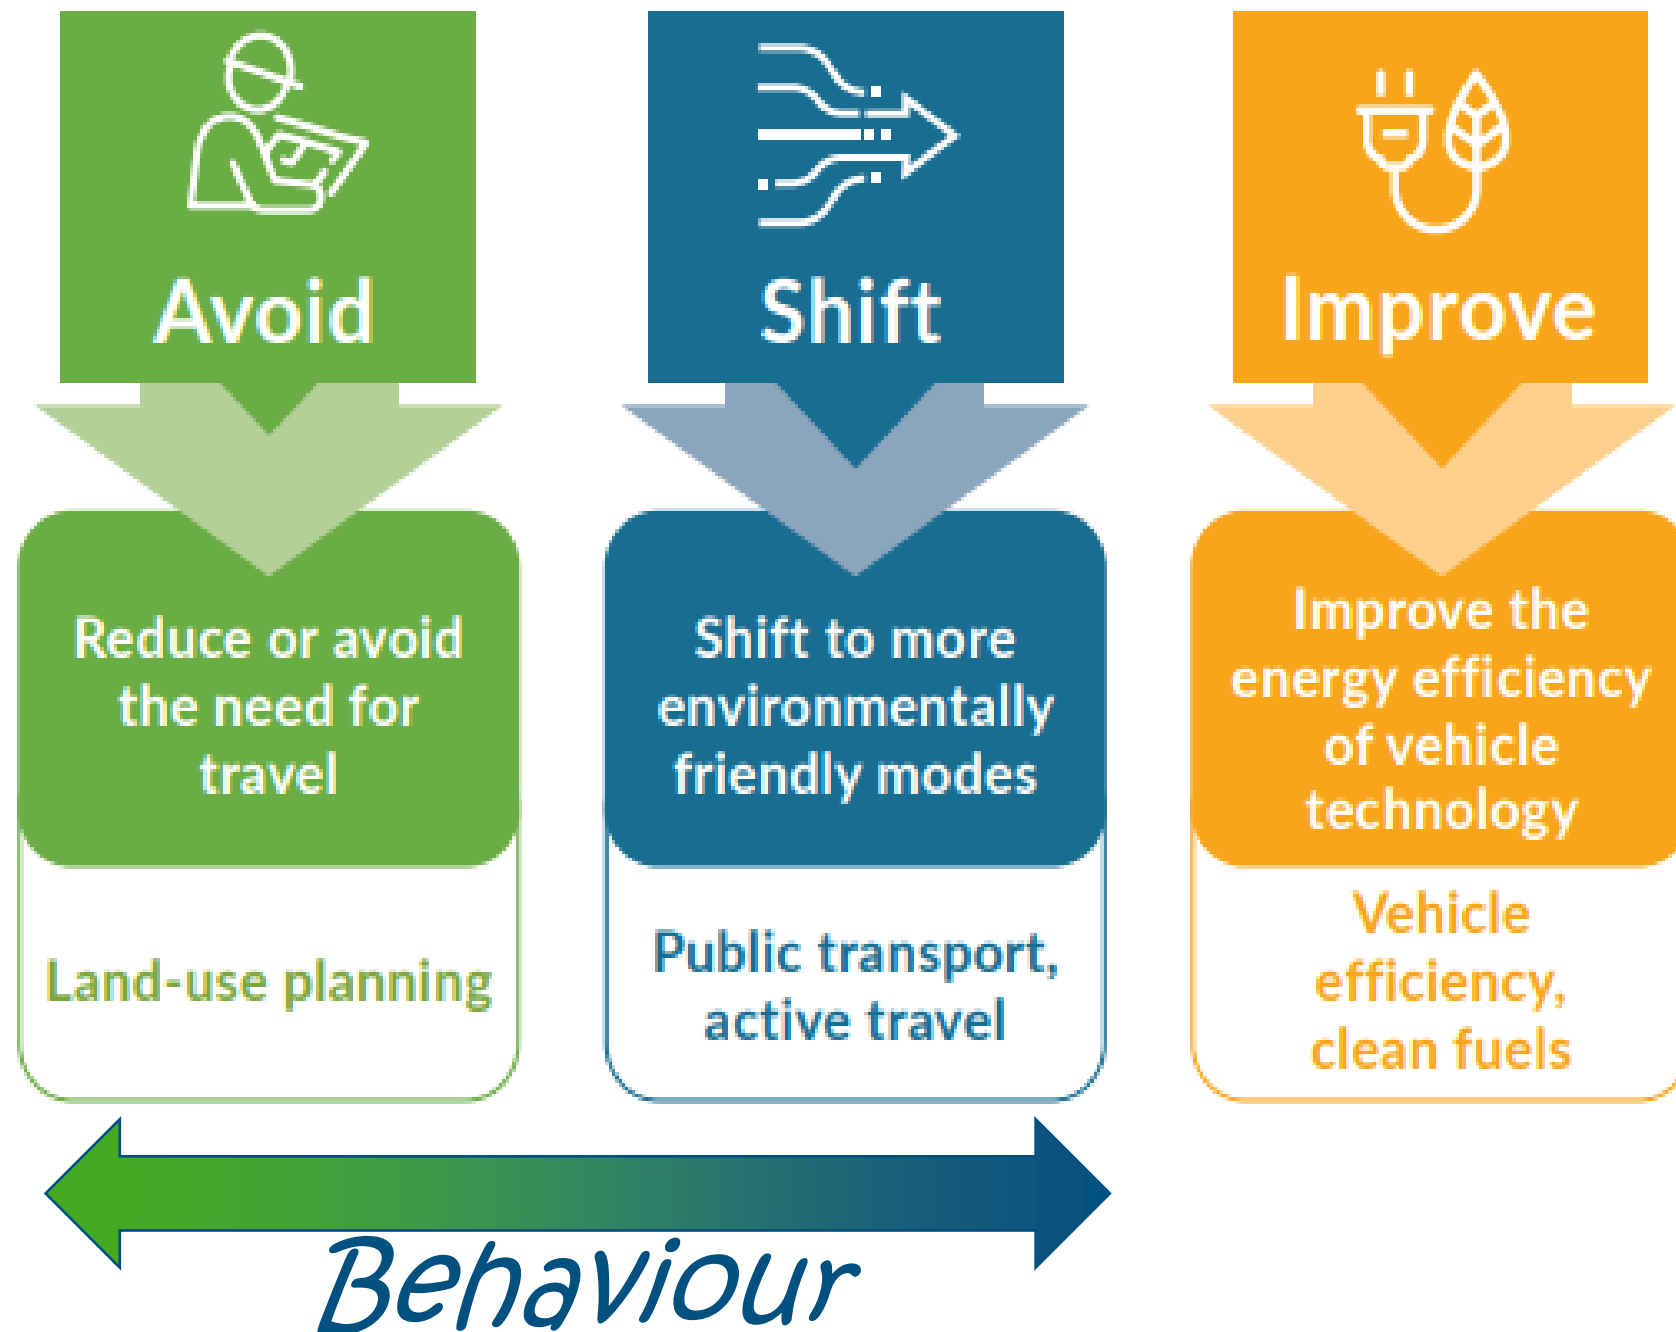 Avoid
Reduce or avoid
the need for
travel
Land-use planning
Shift
Shift to more
environmentally
friendly modes
Public transport,
active travel
Improve
Improve the
energy efficiency
of vehicle
technology
Vehicle
efficiency,
clean fuels
Behaviour